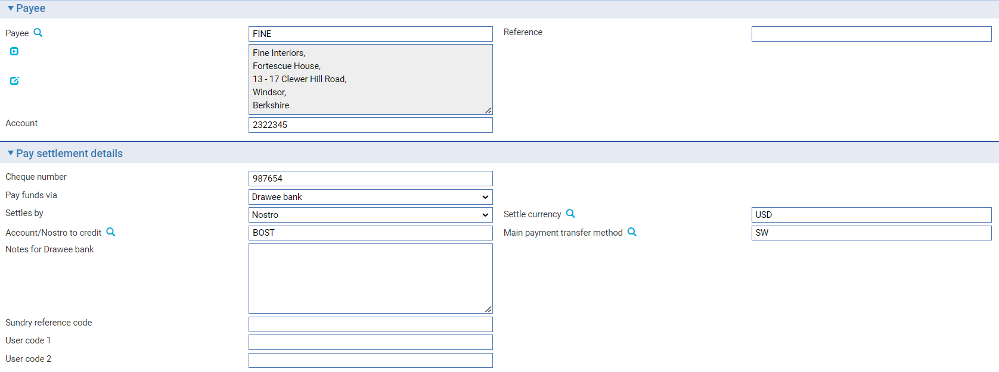 Payee
Payee FINE Reference
Fine Interiors,
Fortescue House,
13 - 17 Clewer Hill Road,
Windsor,
Berkshire
Account 2322345
Pay settlement details
Cheque number 987654
Pay funds via Drawee bank
Settles by Nostro Settle currency USD
Account/Nostro to credit BOST Main payment transfer method SW
Notes for Drawee bank
Sundry reference code
User code 1
User code 2